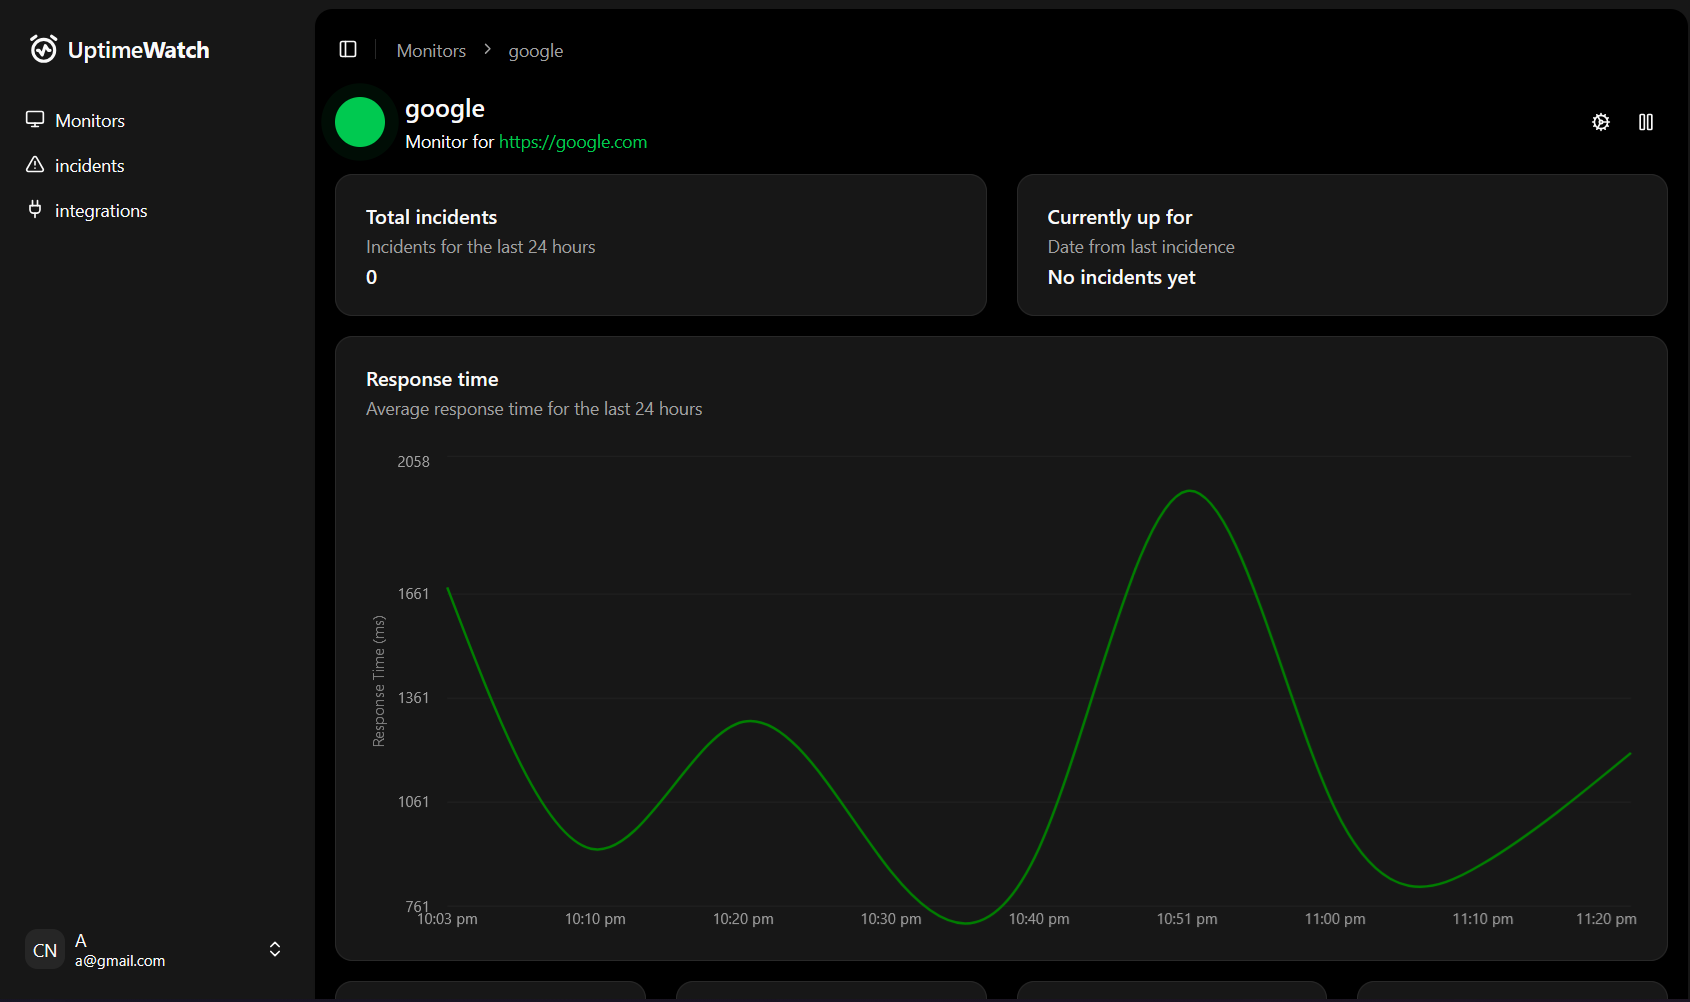 UptimeWatch
Monitors
incidents
integrations
CN
A
a@gmail.com
Monitors
google
google
Monitor for https://google.com
Total incidents
Incidents for the last 24 hours
0
Currently up for
Date from last incidence
No incidents yet
Response time
Average response time for the last 24 hours
Response Time (ms)
2058
1661
1361
1061
761
10:03 pm
10:10 pm
10:20 pm
10:30 pm
10:40 pm
10:51 pm
11:00 pm
11:10 pm
11:20 pm